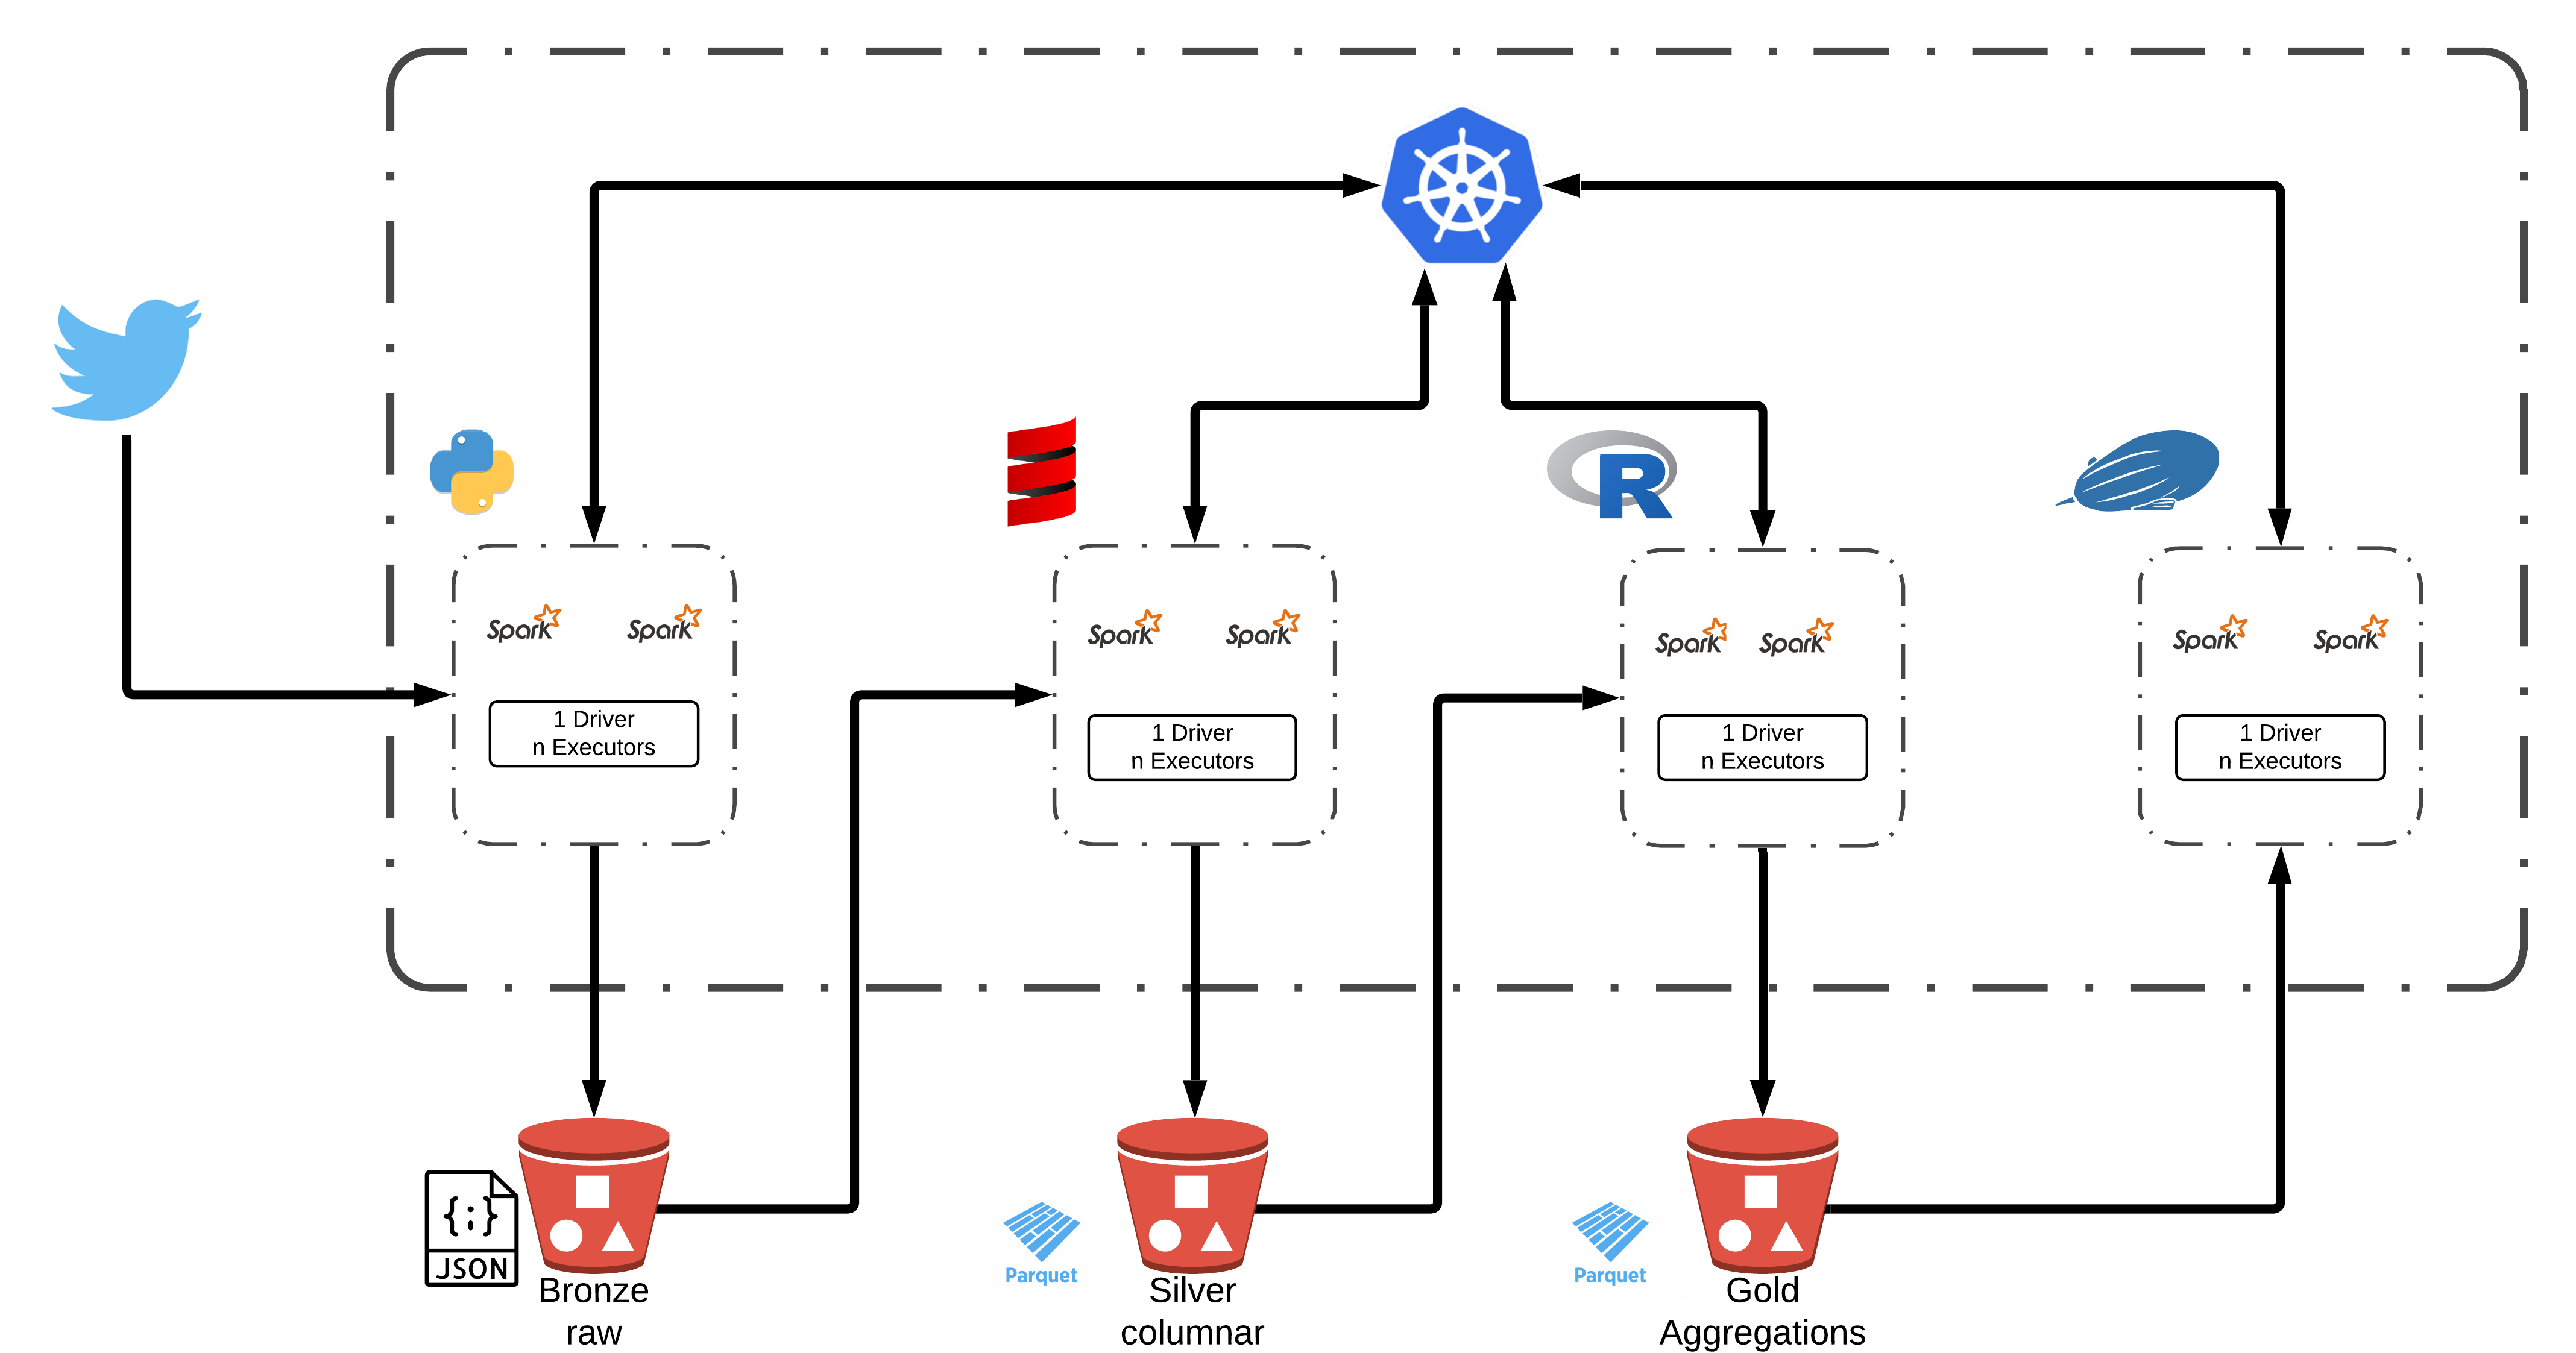 Spark Spark
1 Driver
n Executors
Spark Spark
1 Driver
n Executors
R
Spark Spark
1 Driver
n Executors
Spark Spark
1 Driver
n Executors
{;}
JSON
Bronze
raw
Parquet
Silver
columnar
Parquet
Gold
Aggregations